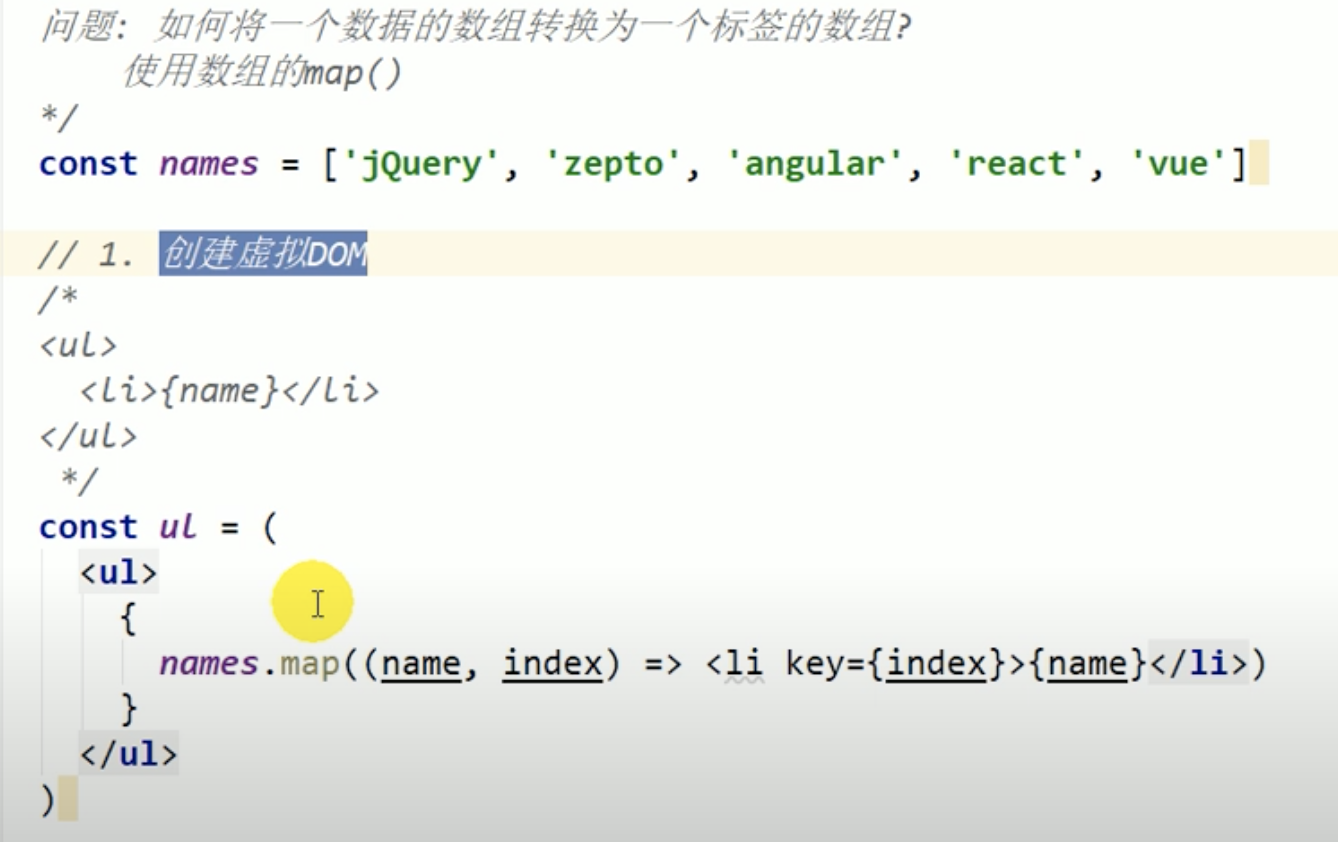 问题: 如何将一个数据的数组转换为一个标签的数组?
使用数组的map()
*/
const names = ['jQuery', 'zepto', 'angular', 'react', 'vue']
// 1. 创建虚拟DOM
/*
<ul>
<li>{name}</li>
</ul>
*/
const ul = (
<ul>
{
names.map((name, index) => <li key={index}>{name}</li>)
}
</ul>
)